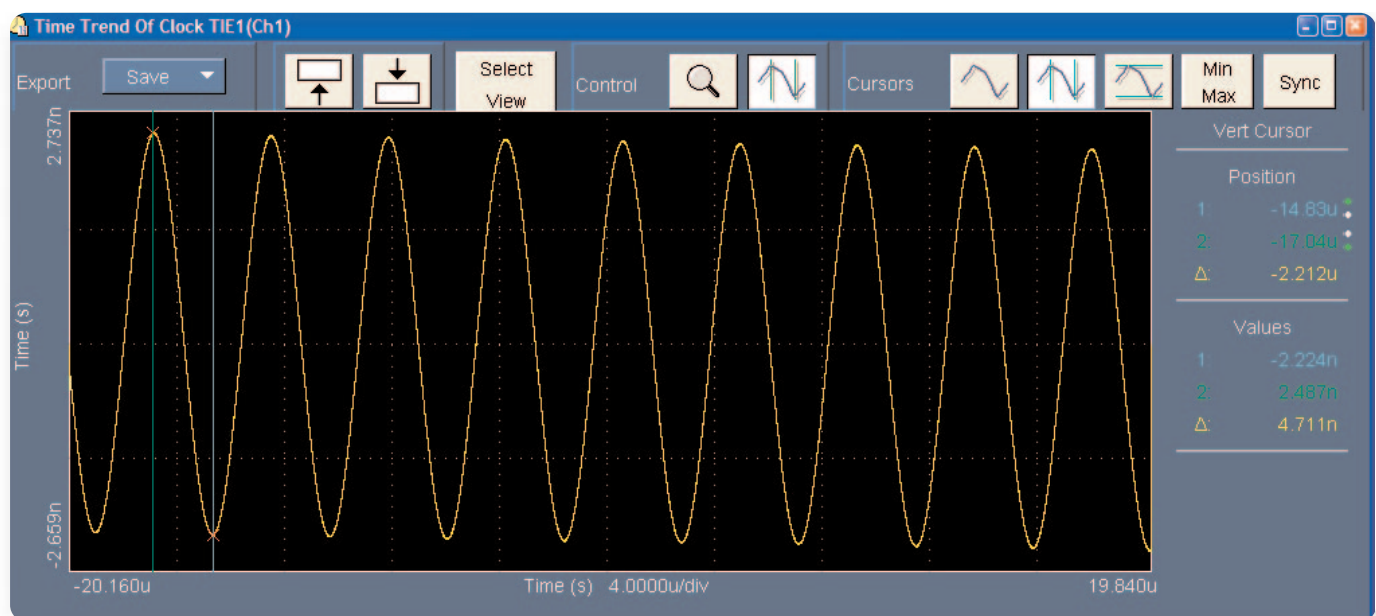 Time Trend Of Clock TIE1(Ch1)
Export
Save
Select
View
Control
Cursors
Min
Max
Sync
2.737n
Time (s)
-2.659n
-20.160u
Time (s) 4.0000u/div
19.840u
Vert Cursor
Position
1: -14.83u
2: -17.04u
Δ: -2.212u
Values
1: -2.224n
2: 2.487n
Δ: 4.711n